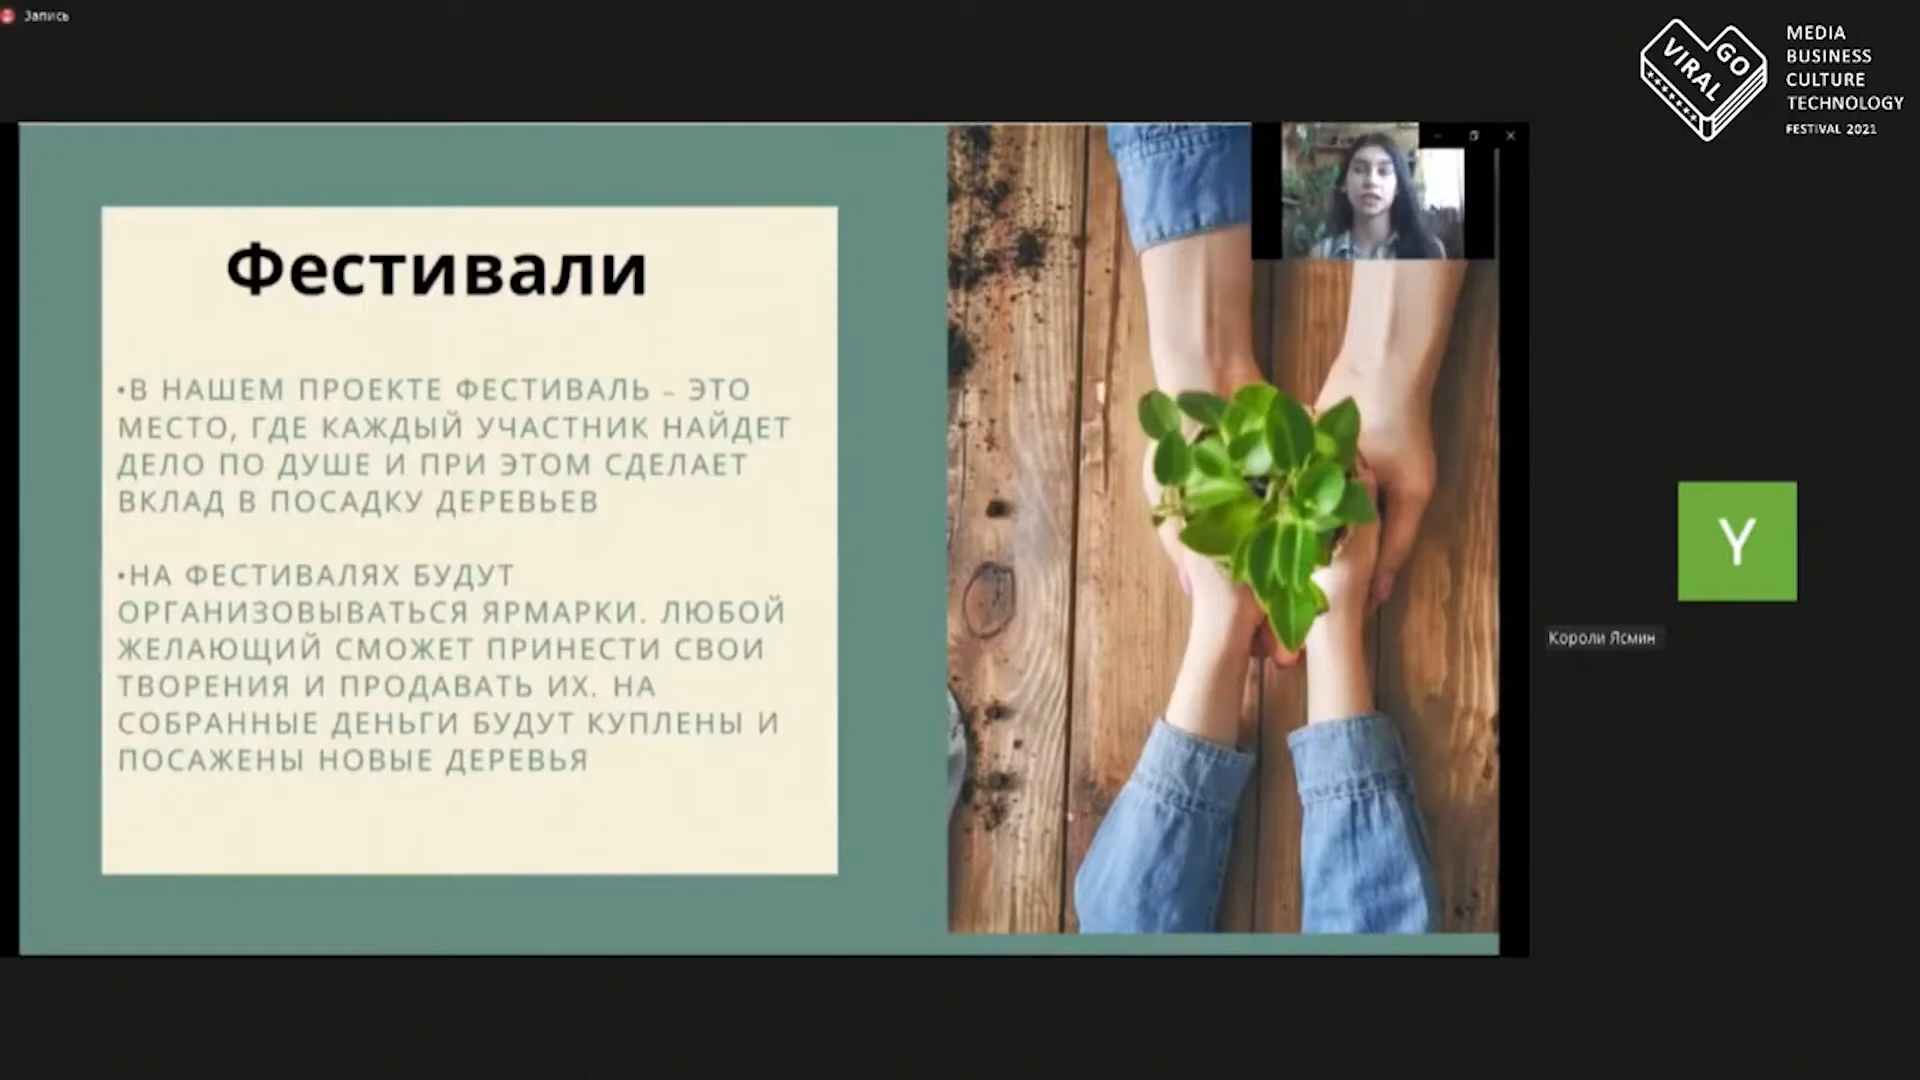 Запись
VIRAL GO
MEDIA
BUSINESS
CULTURE
TECHNOLOGY
FESTIVAL 2021
Фестивали
•В НАШЕМ ПРОЕКТЕ ФЕСТИВАЛЬ – ЭТО
МЕСТО, ГДЕ КАЖДЫЙ УЧАСТНИК НАЙДЕТ
ДЕЛО ПО ДУШЕ И ПРИ ЭТОМ СДЕЛАЕТ
ВКЛАД В ПОСАДКУ ДЕРЕВЬЕВ
•НА ФЕСТИВАЛЯХ БУДУТ
ОРГАНИЗОВЫВАТЬСЯ ЯРМАРКИ. ЛЮБОЙ
ЖЕЛАЮЩИЙ СМОЖЕТ ПРИНЕСТИ СВОИ
ТВОРЕНИЯ И ПРОДАВАТЬ ИХ. НА
СОБРАННЫЕ ДЕНЬГИ БУДУТ КУПЛЕНЫ И
ПОСАЖЕНЫ НОВЫЕ ДЕРЕВЬЯ
Y
Короли Ясмин